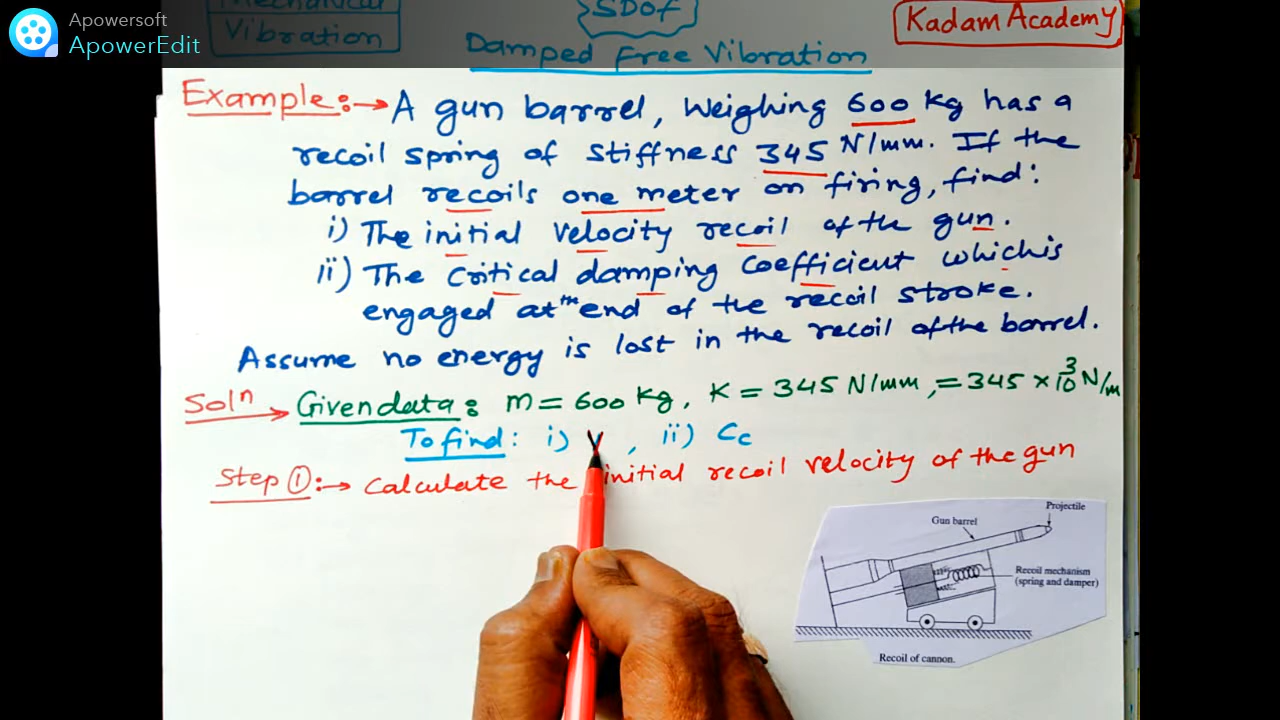 Apowersoft
ApowerEdit
Mechanical
Vibration
SDOF
Damped Free Vibration
Kadam Academy
Example:→ A gun barrel, weighing 600 kg has a
recoil spring of stiffness 345 N/mm. If the
barrel recoils one meter on firing, find:
i) The initial velocity recoil of the gun.
ii) The critical damping coefficient which is
engaged at the end of the recoil stroke.
Assume no energy is lost in the recoil of the barrel.
Solⁿ → Given data: m = 600 kg, K = 345 N/mm, = 345 × 10³ N/m
To find: i) v, ii) Cc
Step ①:→ Calculate the initial recoil velocity of the gun
Projectile
Gun barrel
Recoil mechanism
(spring and damper)
Recoil of cannon.